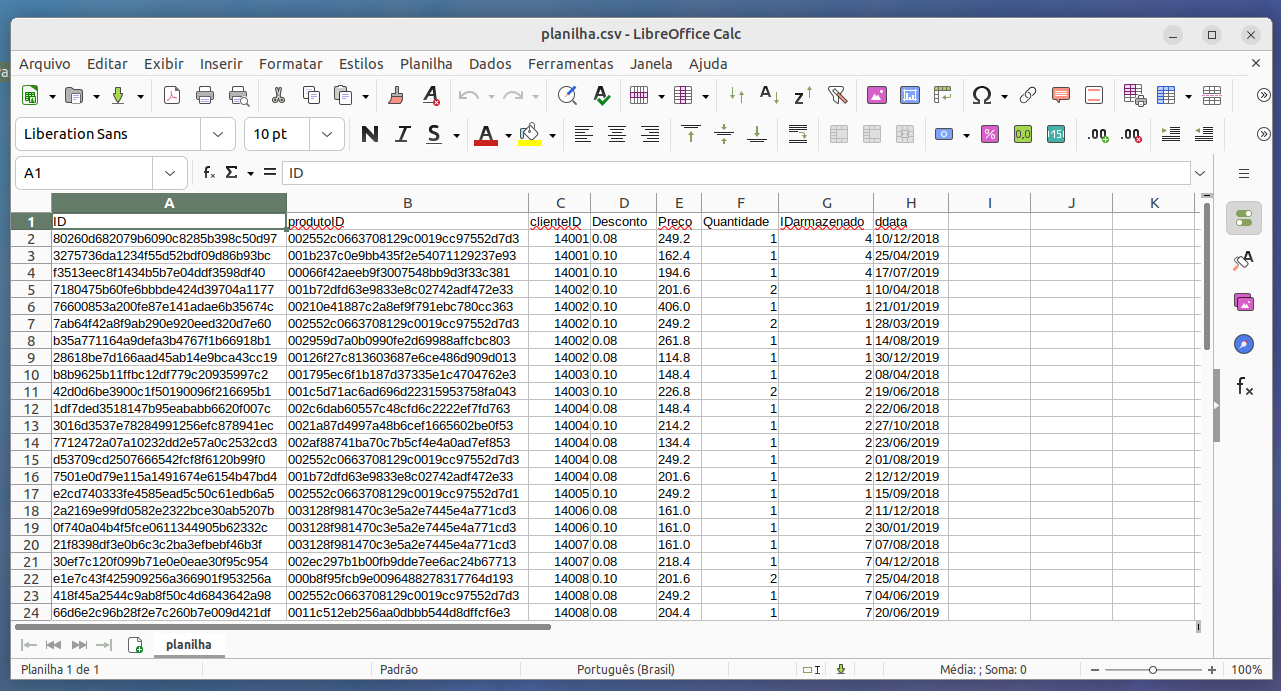 planilha.csv - LibreOffice Calc
Arquivo Editar Exibir Inserir Formatar Estilos Planilha Dados Ferramentas Janela Ajuda
Liberation Sans 10 pt N I S A
A1 fx Σ = ID
A B C D E F G H I J K
1 ID produtoID clienteID Desconto Preço Quantidade IDarmazenado ddata
2 80260d682079b6090c8285b398c50d97 002552c0663708129c0019cc97552d7d3 14001 0.08 249.2 1 4 10/12/2018
3 3275736da1234f55d52bdf09d86b93bc 001b237c0e9bb435f2e54071129237e93 14001 0.10 162.4 1 4 25/04/2019
4 f3513eec8f1434b5b7e04ddf3598df40 00066f42aeeb9f3007548bb9d3f33c381 14001 0.10 194.6 1 4 17/07/2018
5 7180475b60fe6bbbde424d39704a1177 001b72dfd63e9833e8c02742adf472e33 14002 0.10 201.6 2 1 10/04/2018
6 76600853a200fe87e141adae6b35674c 00210e41887c2a8ef9f791ebc780cc363 14002 0.10 406.0 1 1 21/01/2019
7 7ab64f42a8f9ab290e920eed320d7e60 002552c0663708129c0019cc97552d7d3 14002 0.10 249.2 2 1 28/03/2019
8 b35a771164a9defa3b4767f1b66918b1 002959d7a0b0990fe2d69988affcbc803 14002 0.08 261.8 1 1 14/08/2019
9 28618be7d166aad45ab14e9bca43cc19 00126f27c813603687e6ce486d909d013 14002 0.08 114.8 1 1 30/12/2019
10 b8b9625b11ffbc12df779c20935997c2 001795ec6f1b187d37335e1c4704762e3 14003 0.10 148.4 1 2 08/04/2018
11 42d0d6be3900c1f50190096f216695b1 001c5d71ac6ad696d22315953758fa043 14003 0.10 226.8 2 2 19/06/2018
12 1df7ded3518147b95eababb6620f007c 002c6dab60557c48cfd6c2222ef7fd763 14004 0.08 148.4 1 2 22/06/2018
13 3016d3537e78284991256efc878941ec 0021a87d4997a48b6cef1665602be0f53 14004 0.10 214.2 1 2 27/10/2018
14 7712472a07a10232dd2e57a0c2532cd3 002af88741ba70c7b5cf4e4a0ad7ef853 14004 0.08 134.4 1 2 23/06/2019
15 d53709cd2507666542fcf8f6120b99f0 002552c0663708129c0019cc97552d7d3 14004 0.08 249.2 1 2 01/08/2019
16 7501e0d79e115a1491674e6154b47bd4 001b72dfd63e9833e8c02742adf472e33 14004 0.08 201.6 1 2 12/12/2019
17 e2cd740333fe4585ead5c50c61edb6a5 002552c0663708129c0019cc97552d7d1 14005 0.10 249.2 1 2 15/09/2018
18 2a2169e99fd0582e2322bce30ab5207b 003128f981470c3e5a2e7445e4a771cd3 14006 0.08 161.0 1 2 11/12/2018
19 0f740a04b4f5fce0611344905b62332c 003128f981470c3e5a2e7445e4a771cd3 14006 0.10 161.0 1 2 30/01/2019
20 21f8398df3e0b6c3c2ba3efbebf46b3f 003128f981470c3e5a2e7445e4a771cd3 14007 0.08 161.0 1 7 07/08/2018
21 30ef7c120f099b71e0e0eae30f95c954 002ec297b1b00fb9dde7ee6ac24b67713 14007 0.08 218.4 1 7 04/12/2018
22 e1e7c43f425909256a366901f953256a 000b8f95fcb9e0096488278317764d193 14008 0.10 201.6 2 7 25/04/2018
23 418f45a2544c9ab8f50c4d6843642a98 002552c0663708129c0019cc97552d7d3 14008 0.08 249.2 1 7 04/06/2019
24 66d6e2c96b28f2e7c260b7e009d421df 0011c512eb256aa0dbbb544d8dffcf6e3 14008 0.08 204.4 1 7 20/06/2019
planilha
Planilha 1 de 1 Padrão Português (Brasil) Média: ; Soma: 0 100%